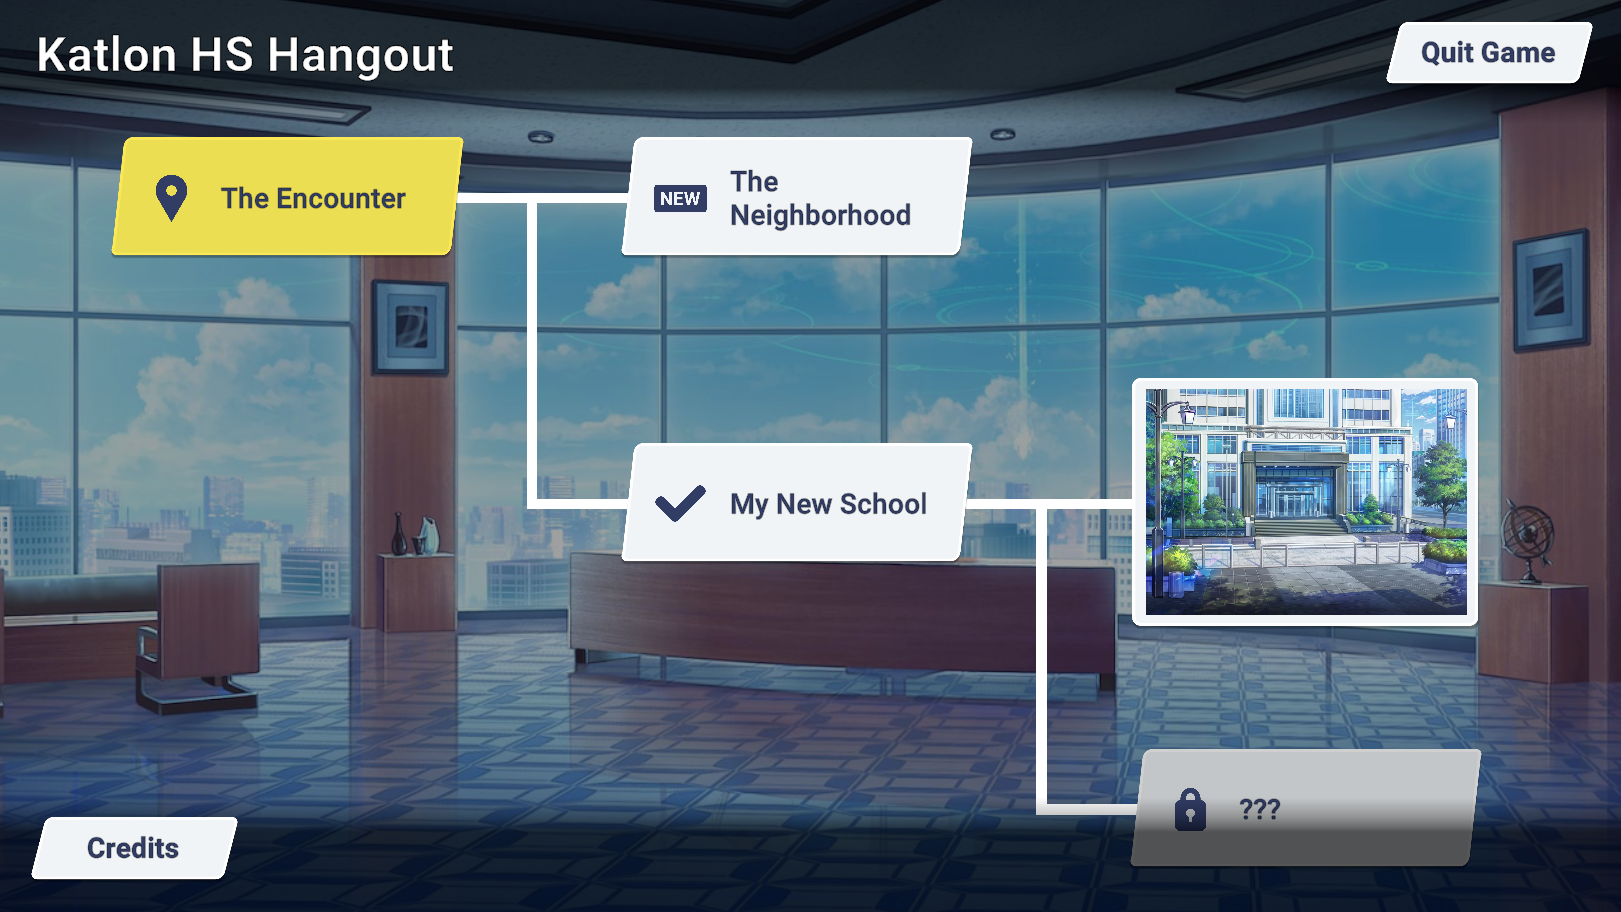 Katlon HS Hangout
Quit Game
The Encounter
NEW
The
Neighborhood
My New School
???
Credits